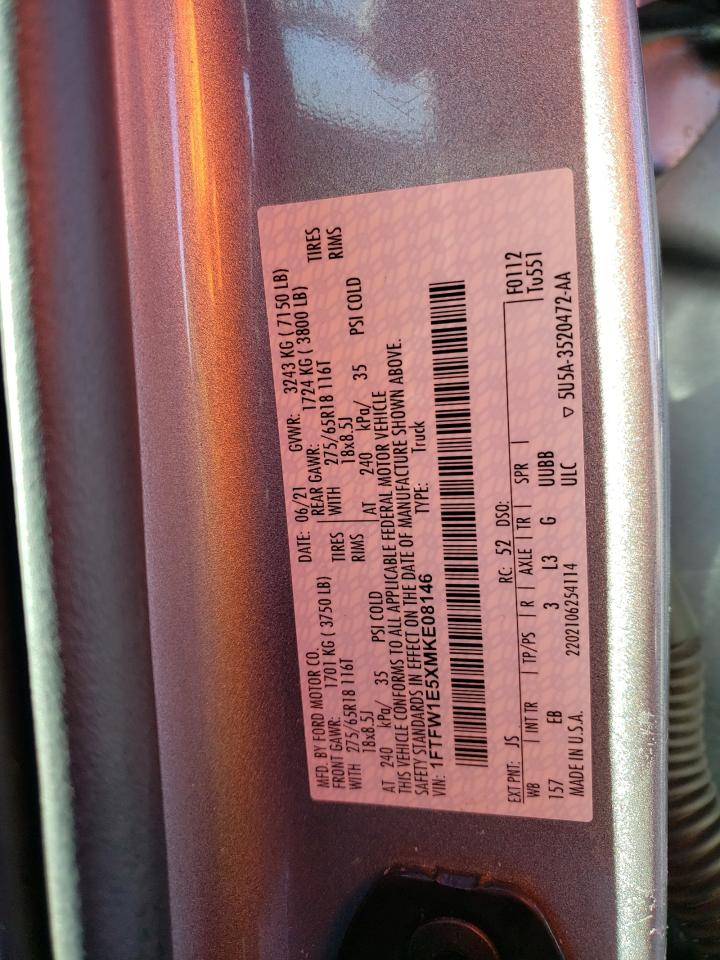 MFD. BY FORD MOTOR CO.
DATE: 06/21 GVWR: 3243 KG ( 7150 LB)
FRONT GAWR: 1701 KG ( 3750 LB) REAR GAWR: 1724 KG ( 3800 LB)
WITH 275/65R18 116T TIRES WITH 275/65R18 116T TIRES
18x8.5J RIMS 18x8.5J RIMS
AT 240 kPa/ 35 PSI COLD AT 240 kPa/ 35 PSI COLD
THIS VEHICLE CONFORMS TO ALL APPLICABLE FEDERAL MOTOR VEHICLE
SAFETY STANDARDS IN EFFECT ON THE DATE OF MANUFACTURE SHOWN ABOVE.
VIN: 1FTFW1E5XMKE08146 TYPE: Truck
EXT PNT: JS RC: 52 DSO: F0112
WB INT TR TP/PS R AXLE TR SPR Tu551
157 EB 3 L3 G UUBB
MADE IN U.S.A. 2202106254114 ULC
▽ 5U5A-3520472-AA